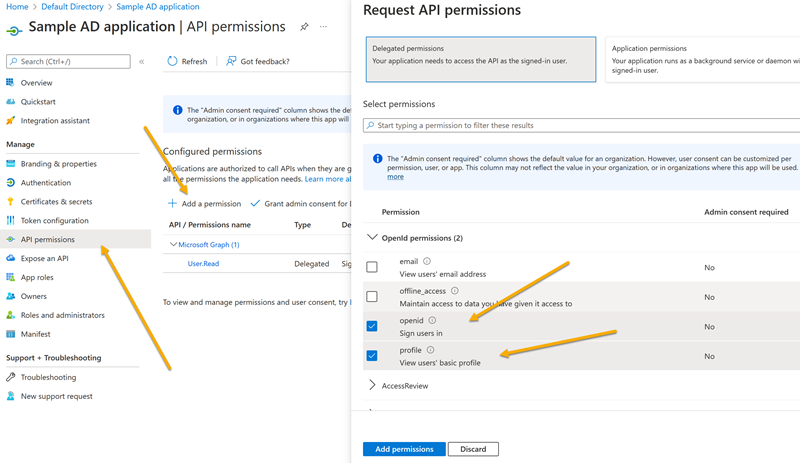 Home > Default Directory > Sample AD application
Sample AD application | API permissions
Search (Ctrl+/)
Overview
Quickstart
Integration assistant
Manage
Branding & properties
Authentication
Certificates & secrets
Token configuration
API permissions
Expose an API
App roles
Owners
Roles and administrators
Manifest
Support + Troubleshooting
Troubleshooting
New support request
Refresh
Got feedback?
The "Admin consent required" column shows the de
organization, or in organizations where this app will
Configured permissions
Applications are authorized to call APIs when they are g
all the permissions the application needs. Learn more ab
Add a permission
Grant admin consent for D
API / Permissions name
Type
De
Microsoft Graph (1)
User.Read
Delegated
Sig
To view and manage permissions and user consent, try
Request API permissions
Delegated permissions
Your application needs to access the API as the signed-in user.
Application permissions
Your application runs as a background service or daemon wi
signed-in user.
Select permissions
Start typing a permission to filter these results
The "Admin consent required" column shows the default value for an organization. However, user consent can be customized per
permission, user, or app. This column may not reflect the value in your organization, or in organizations where this app will be used.
more
Permission
Admin consent required
OpenId permissions (2)
email
View users' email address
No
offline_access
Maintain access to data you have given it access to
No
openid
Sign users in
No
profile
View users' basic profile
No
AccessReview
Add permissions
Discard